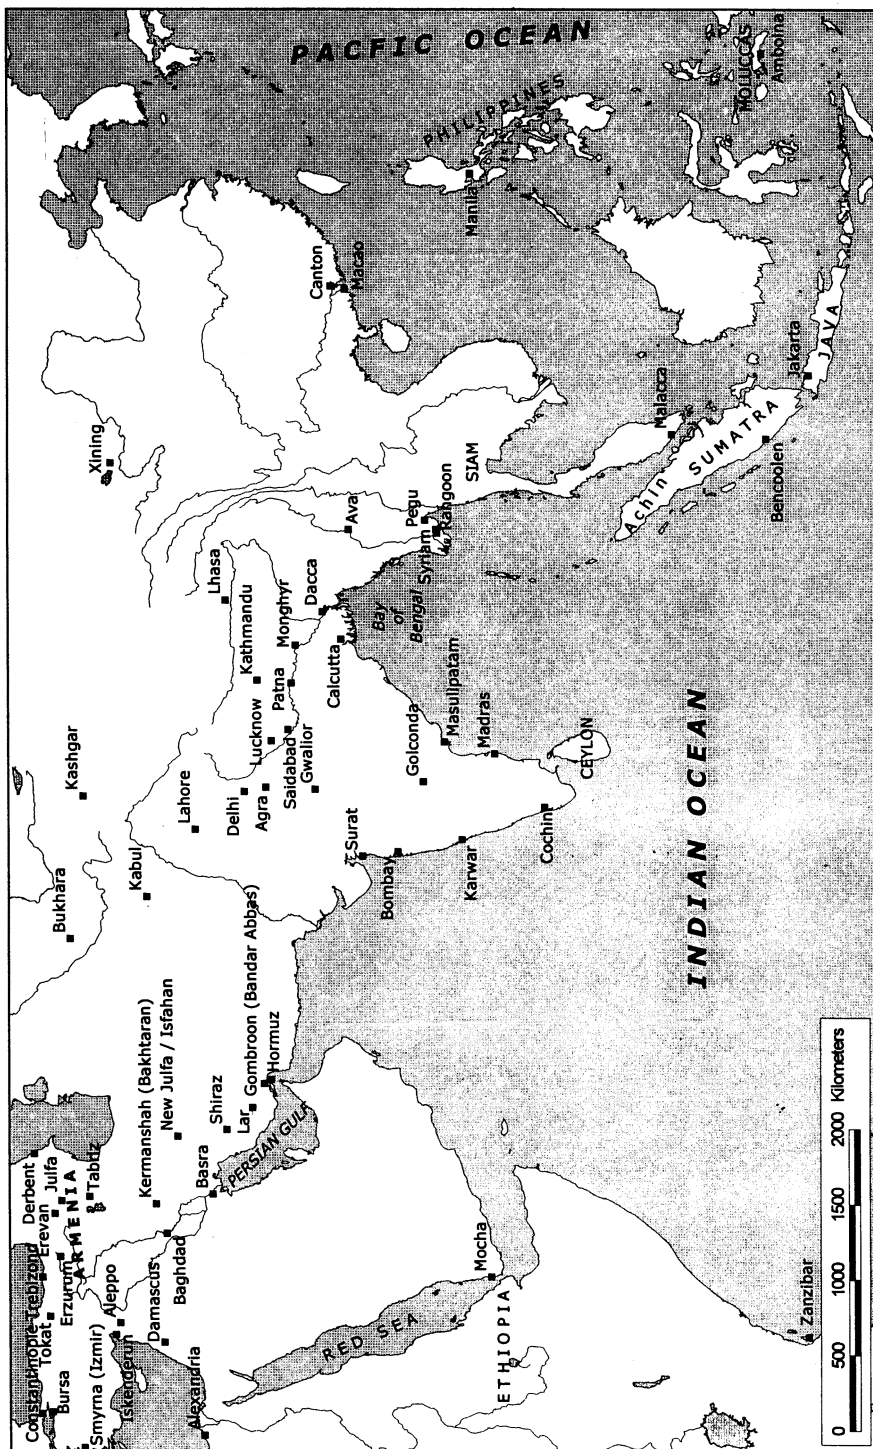 Constantinople
Trebizond
Derbent
Tokat
Erevan
Julfa
Bursa
Erzurum
ARMENIA
Tabriz
Smyrna (Izmir)
Aleppo
Iskenderun
Damascus
Baghdad
Alexandria
Kermanshah (Bakhtaran)
New Julfa / Isfahan
Basra
Shiraz
Lar
Gombroon (Bandar Abbas)
Hormuz
PERSIAN GULF
RED SEA
Mocha
ETHIOPIA
Zanzibar
Bukhara
Kashgar
Kabul
Lahore
Delhi
Agra
Lucknow
Saidabad
Gwalior
Kathmandu
Patna
Monghyr
Lhasa
Dacca
Calcutta
Surat
Bombay
Golconda
Masulipatam
Karwar
Madras
Cochin
CEYLON
Bay
of
Bengal
INDIAN OCEAN
Xining
Ava
Pegu
Syriam
Rangoon
SIAM
Canton
Macao
Malacca
Achin
SUMATRA
Bencoolen
Jakarta
JAVA
PACFIC OCEAN
PHILIPPINES
Manila
MOLUCCAS
Ambolna
0 500 1000 1500 2000 Kilometers